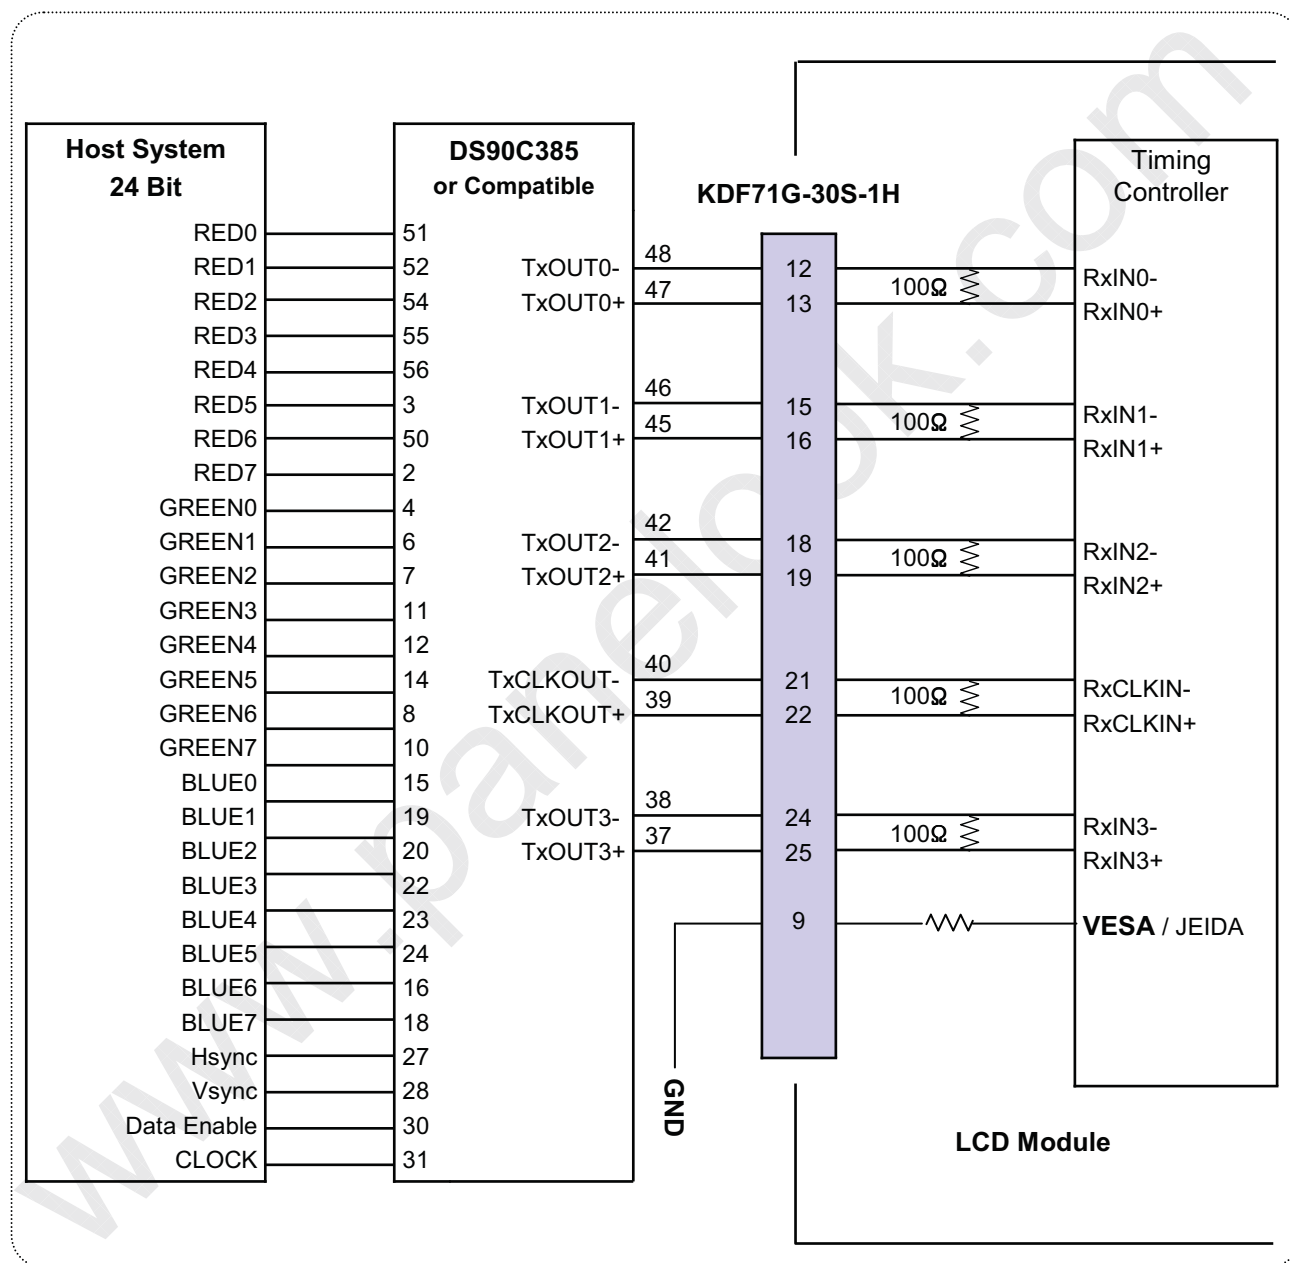 Host System
24 Bit
RED0
RED1
RED2
RED3
RED4
RED5
RED6
RED7
GREEN0
GREEN1
GREEN2
GREEN3
GREEN4
GREEN5
GREEN6
GREEN7
BLUE0
BLUE1
BLUE2
BLUE3
BLUE4
BLUE5
BLUE6
BLUE7
Hsync
Vsync
Data Enable
CLOCK
DS90C385
or Compatible
51
52
54
55
56
3
50
2
4
6
7
11
12
14
8
10
15
19
20
22
23
24
16
18
27
28
30
31
TxOUT0-
TxOUT0+
TxOUT1-
TxOUT1+
TxOUT2-
TxOUT2+
TxCLKOUT-
TxCLKOUT+
TxOUT3-
TxOUT3+
48
47
46
45
42
41
40
39
38
37
GND
KDF71G-30S-1H
12
13
15
16
18
19
21
22
24
25
9
100Ω
100Ω
100Ω
100Ω
100Ω
Timing
Controller
RxIN0-
RxIN0+
RxIN1-
RxIN1+
RxIN2-
RxIN2+
RxCLKIN-
RxCLKIN+
RxIN3-
RxIN3+
VESA / JEIDA
LCD Module
www.panelook.com